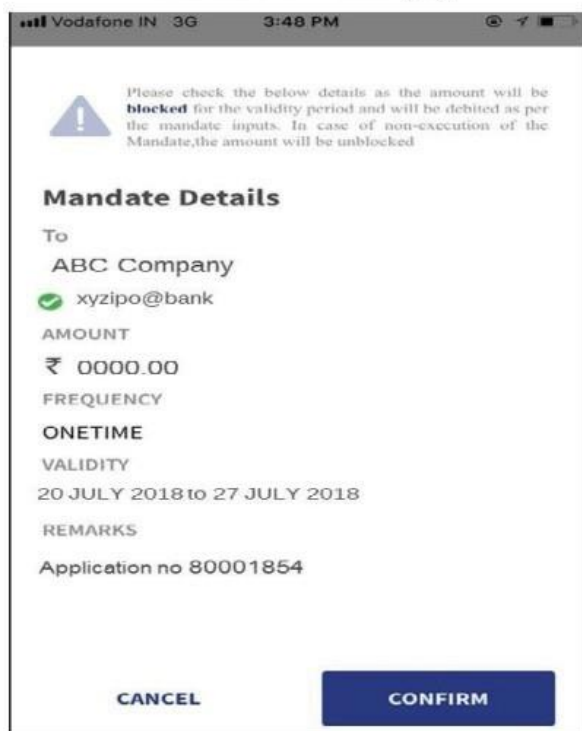 Vodafone IN 3G 3:48 PM
Please check the below details as the amount will be
blocked for the validity period and will be debited as per
the mandate inputs. In case of non-execution of the
Mandate,the amount will be unblocked
Mandate Details
To
ABC Company
xyzipo@bank
AMOUNT
₹ 0000.00
FREQUENCY
ONETIME
VALIDITY
20 JULY 2018 to 27 JULY 2018
REMARKS
Application no 80001854
CANCEL CONFIRM